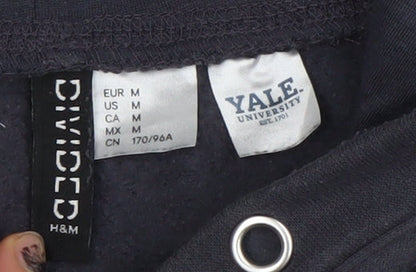 DIVIDED
H&M
EUR M
US M
CA M
MX M
CN 170/96A
YALE
UNIVERSITY
EST. 1701